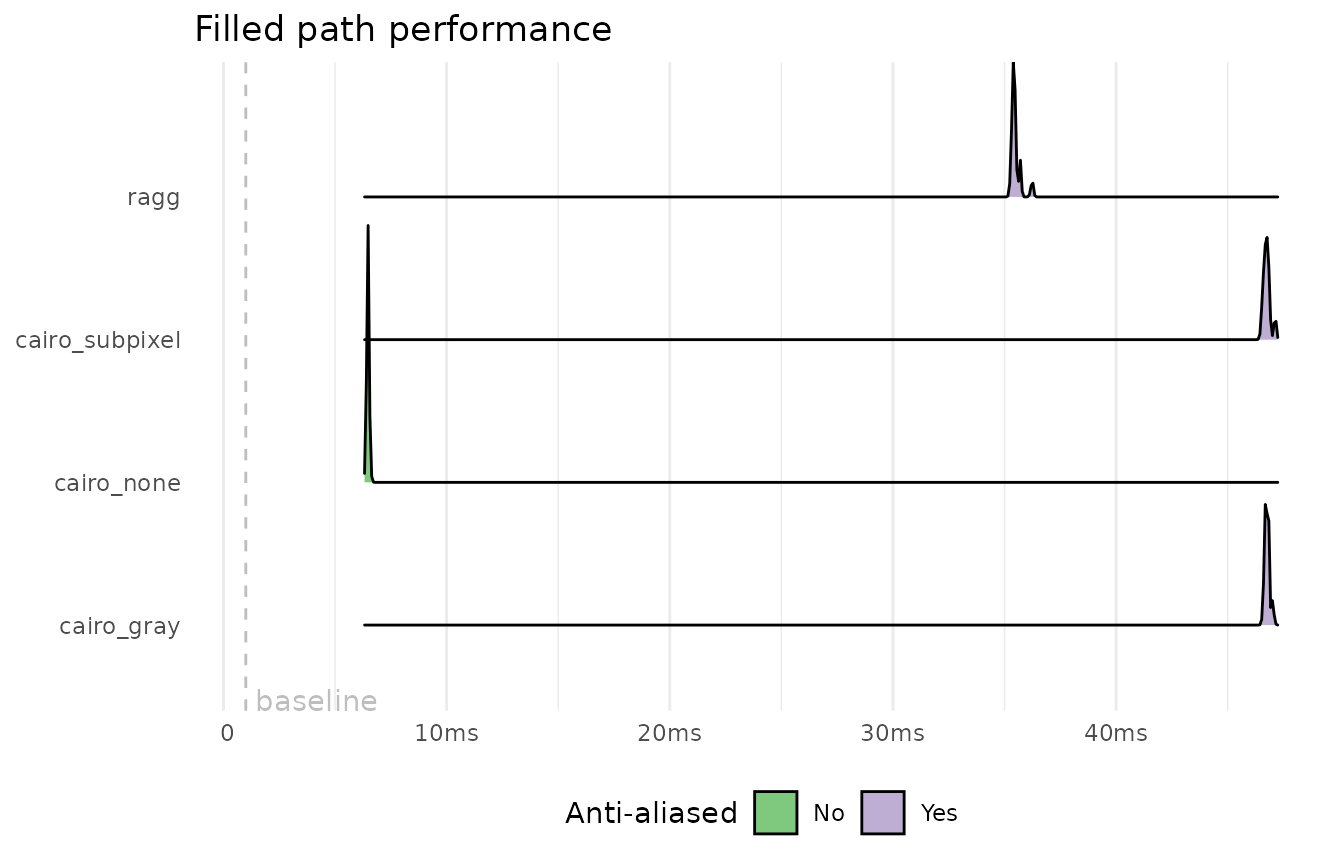 Filled path performance
ragg
cairo_subpixel
cairo_none
cairo_gray
baseline
0 10ms 20ms 30ms 40ms
Anti-aliased No Yes